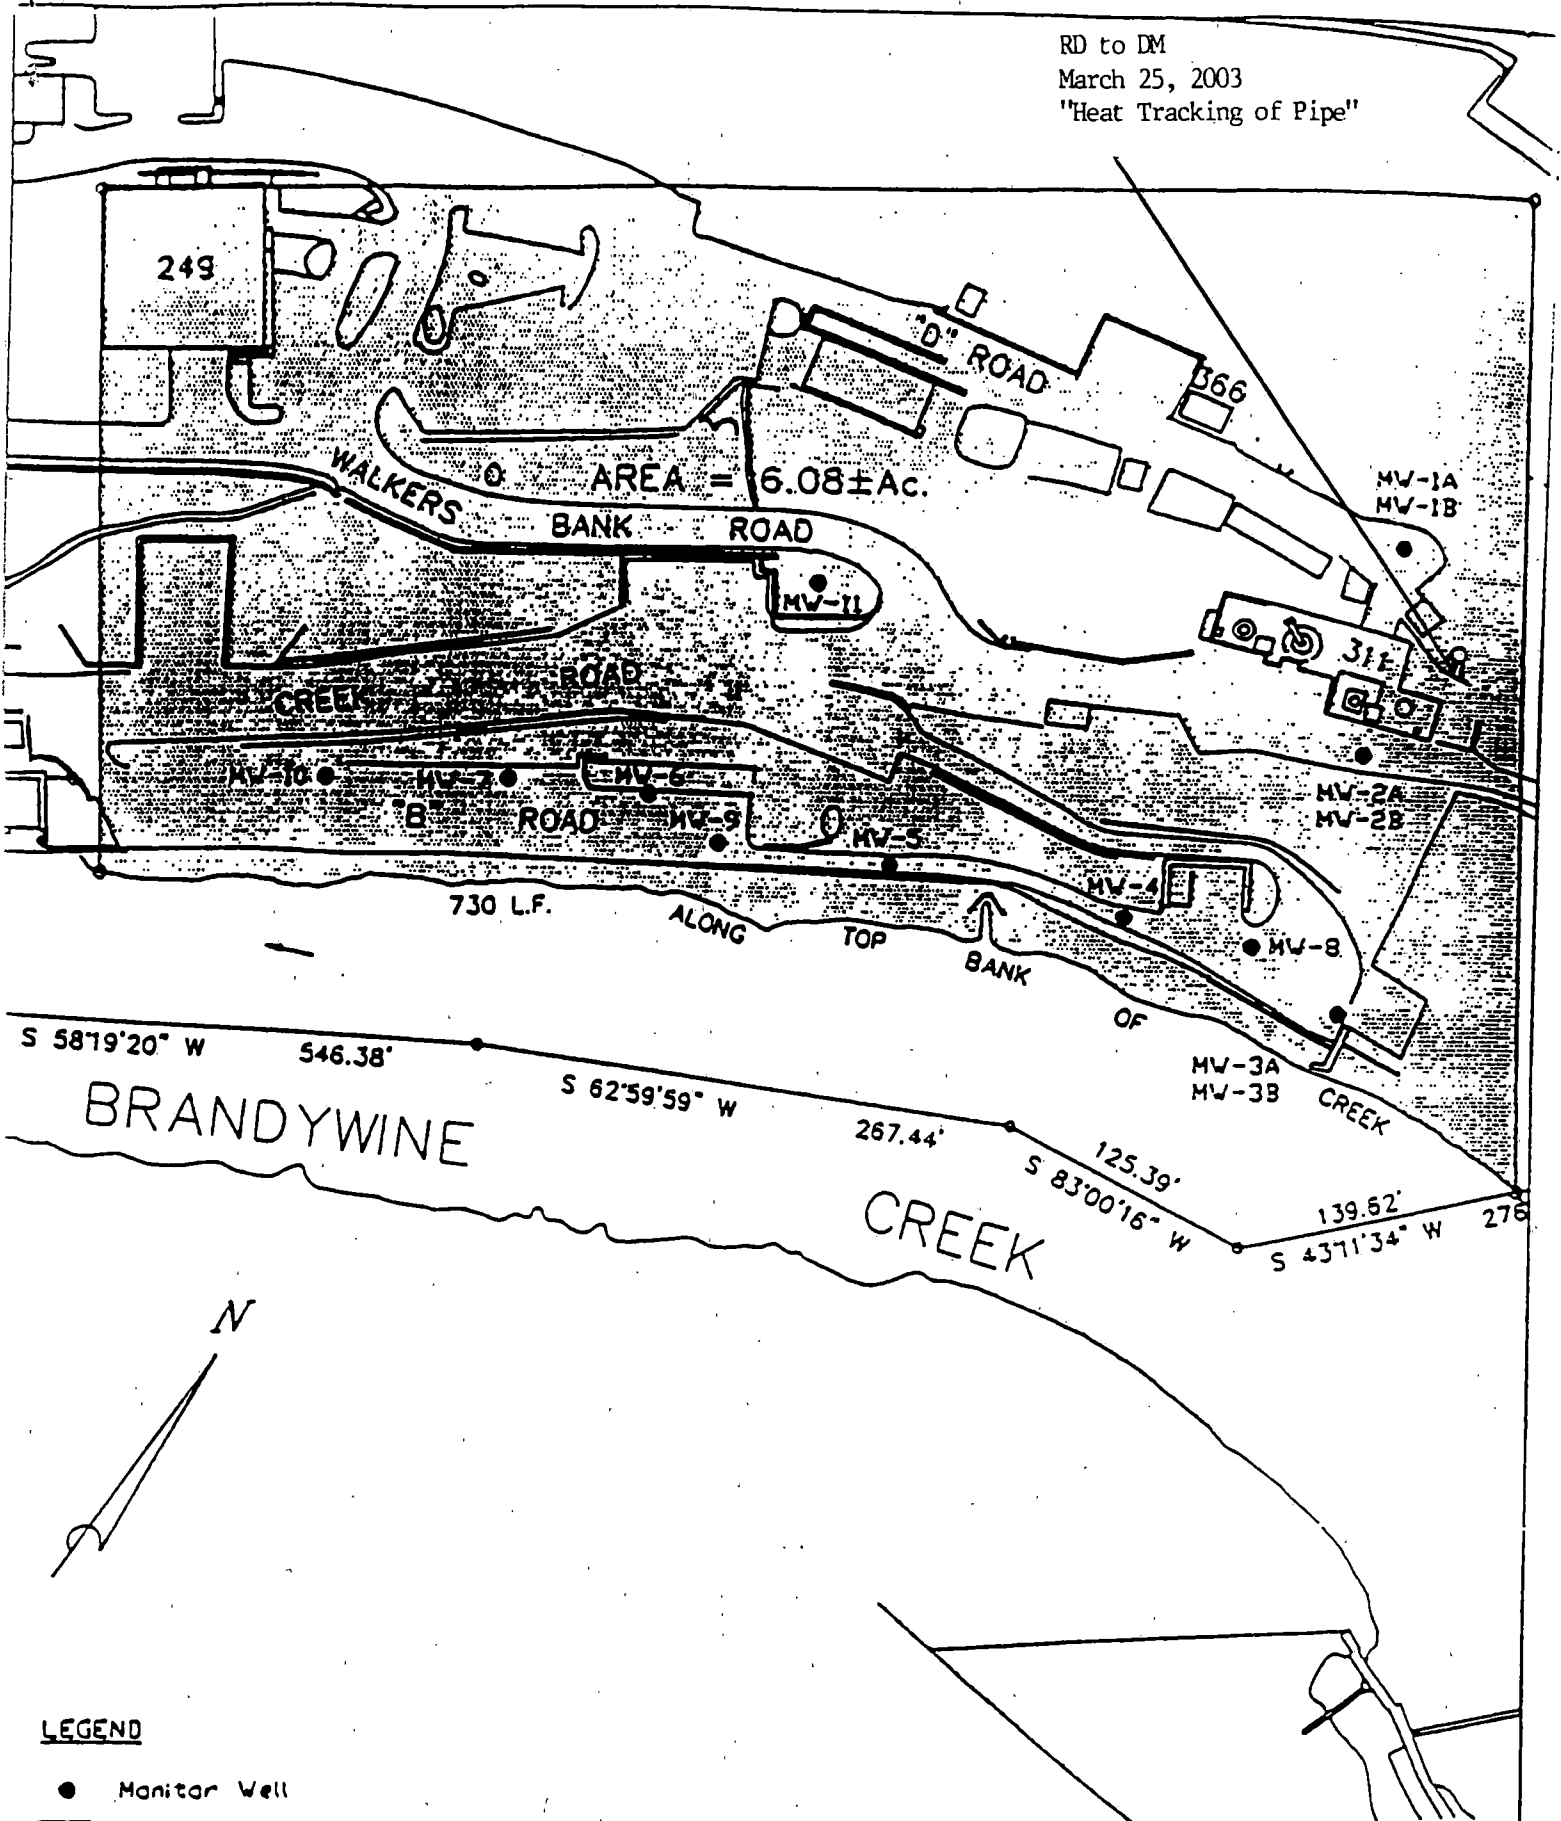 RD to DM
March 25, 2003
"Heat Tracking of Pipe"
249
"D" ROAD
366
WALKERS BANK ROAD
AREA = 6.08±Ac.
MW-1A
MW-1B
MW-11
311
CREEK ROAD
MW-10
MW-7
MW-6
"B" ROAD
MW-9
MW-5
MW-2A
MW-2B
MW-4
MW-8
730 L.F. ALONG TOP BANK OF CREEK
MW-3A
MW-3B
S 58°19'20" W 546.38'
S 62°59'59" W 267.44'
125.39'
S 83°00'16" W
139.62'
S 43°11'34" W
276
BRANDYWINE CREEK
N
LEGEND
Monitor Well